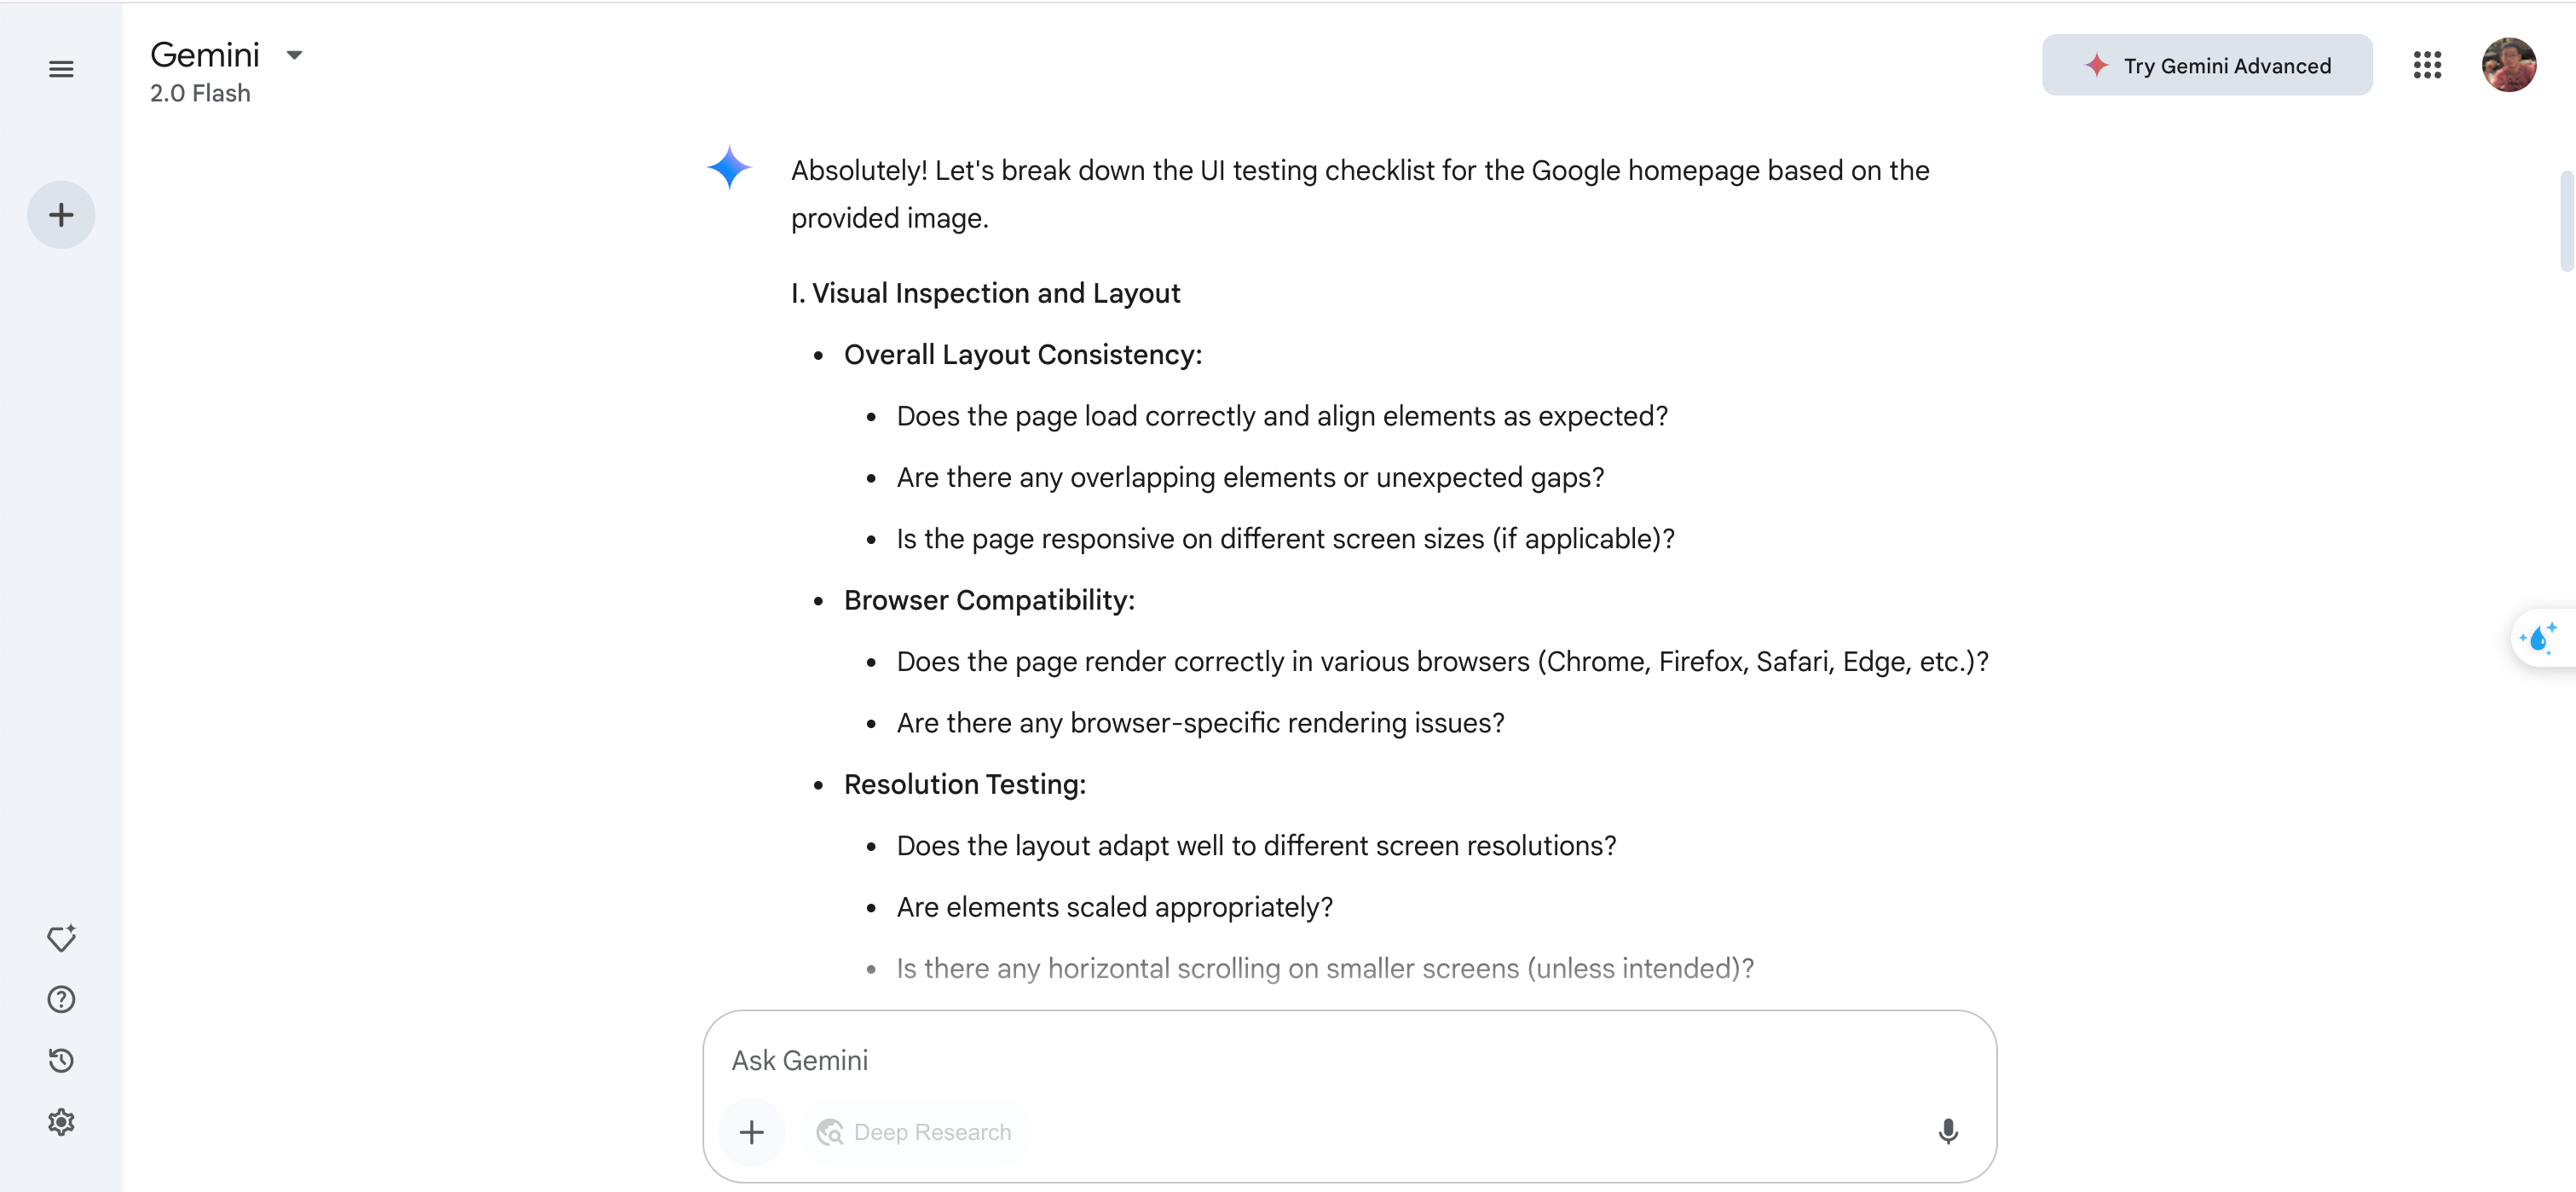 Gemini
2.0 Flash
Try Gemini Advanced
Absolutely! Let's break down the UI testing checklist for the Google homepage based on the
provided image.
I. Visual Inspection and Layout
• Overall Layout Consistency:
• Does the page load correctly and align elements as expected?
• Are there any overlapping elements or unexpected gaps?
• Is the page responsive on different screen sizes (if applicable)?
• Browser Compatibility:
• Does the page render correctly in various browsers (Chrome, Firefox, Safari, Edge, etc.)?
• Are there any browser-specific rendering issues?
• Resolution Testing:
• Does the layout adapt well to different screen resolutions?
• Are elements scaled appropriately?
• Is there any horizontal scrolling on smaller screens (unless intended)?
Ask Gemini
Deep Research